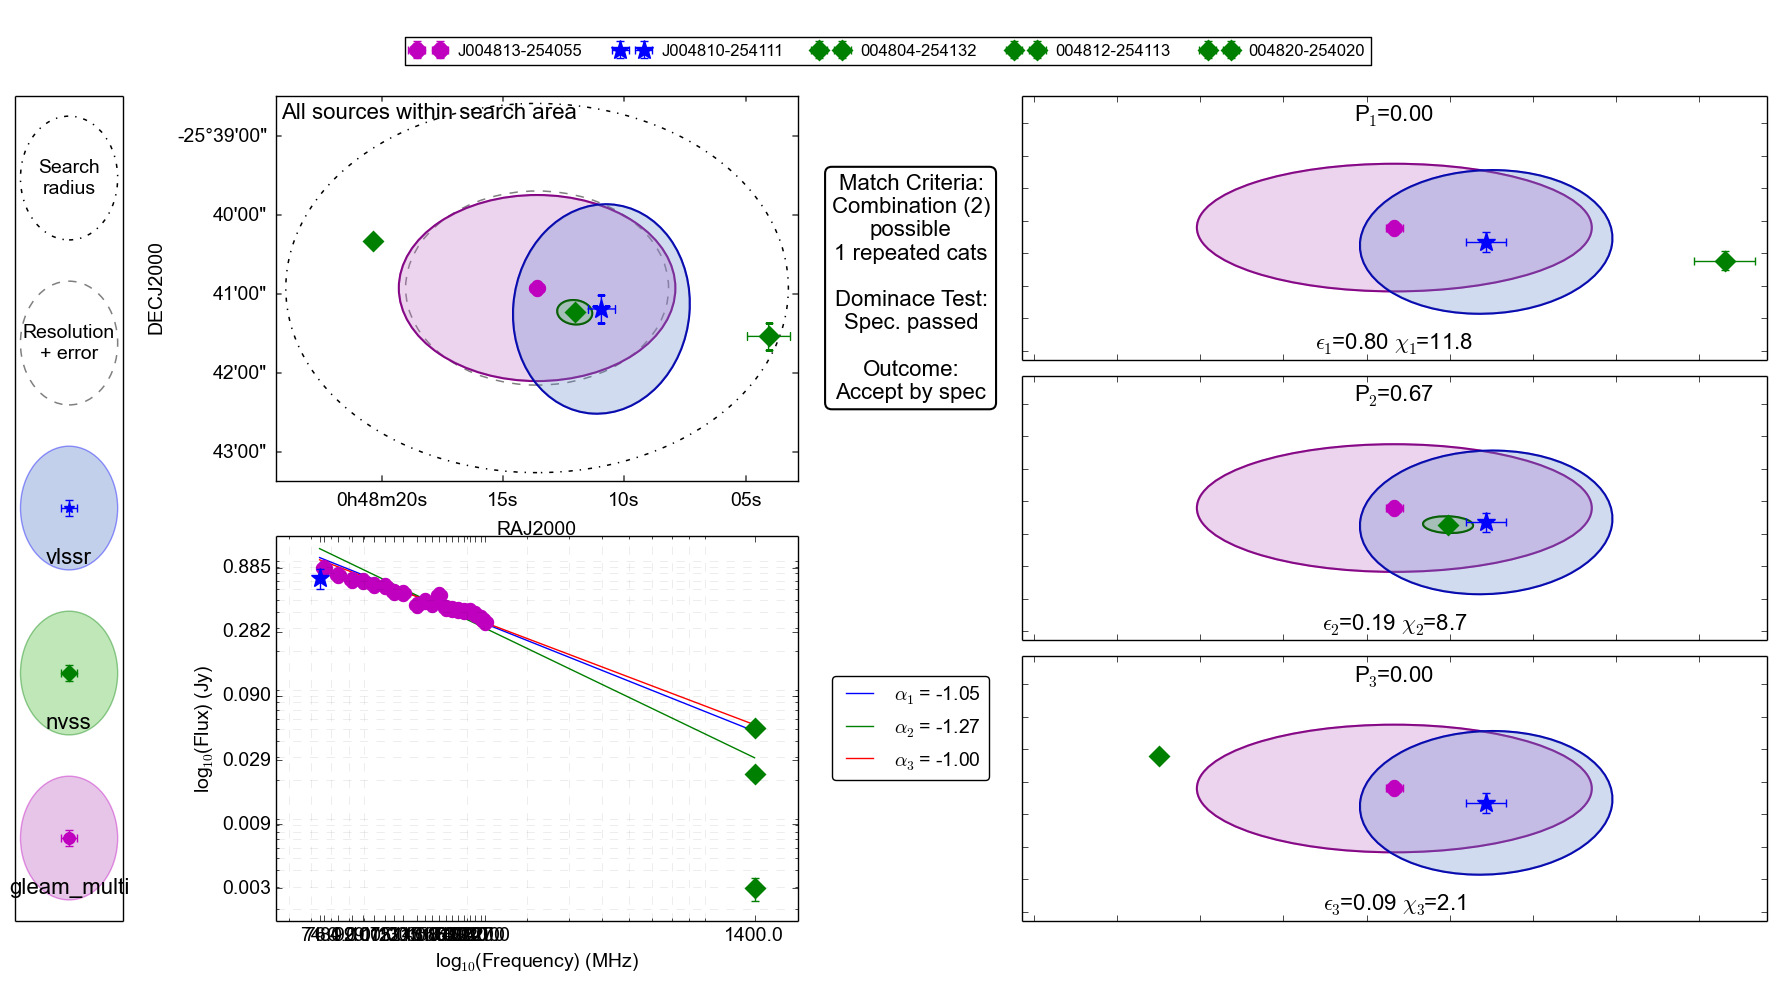 J004813-254055
J004810-254111
004804-254132
004812-254113
004820-254020
Search
radius
Resolution
+ error
vlssr
nvss
gleam_multi
All sources within search area
DECJ2000
-25°39'00"
40'00"
41'00"
42'00"
43'00"
0h48m20s
15s
10s
05s
RAJ2000
Match Criteria:
Combination (2)
possible
1 repeated cats
Dominace Test:
Spec. passed
Outcome:
Accept by spec
P1=0.00
ϵ1=0.80 χ1=11.8
P2=0.67
ϵ2=0.19 χ2=8.7
P3=0.00
ϵ3=0.09 χ3=2.1
log10(Flux) (Jy)
0.885
0.282
0.090
0.029
0.009
0.003
1400.0
log10(Frequency) (MHz)
α1 = -1.05
α2 = -1.27
α3 = -1.00